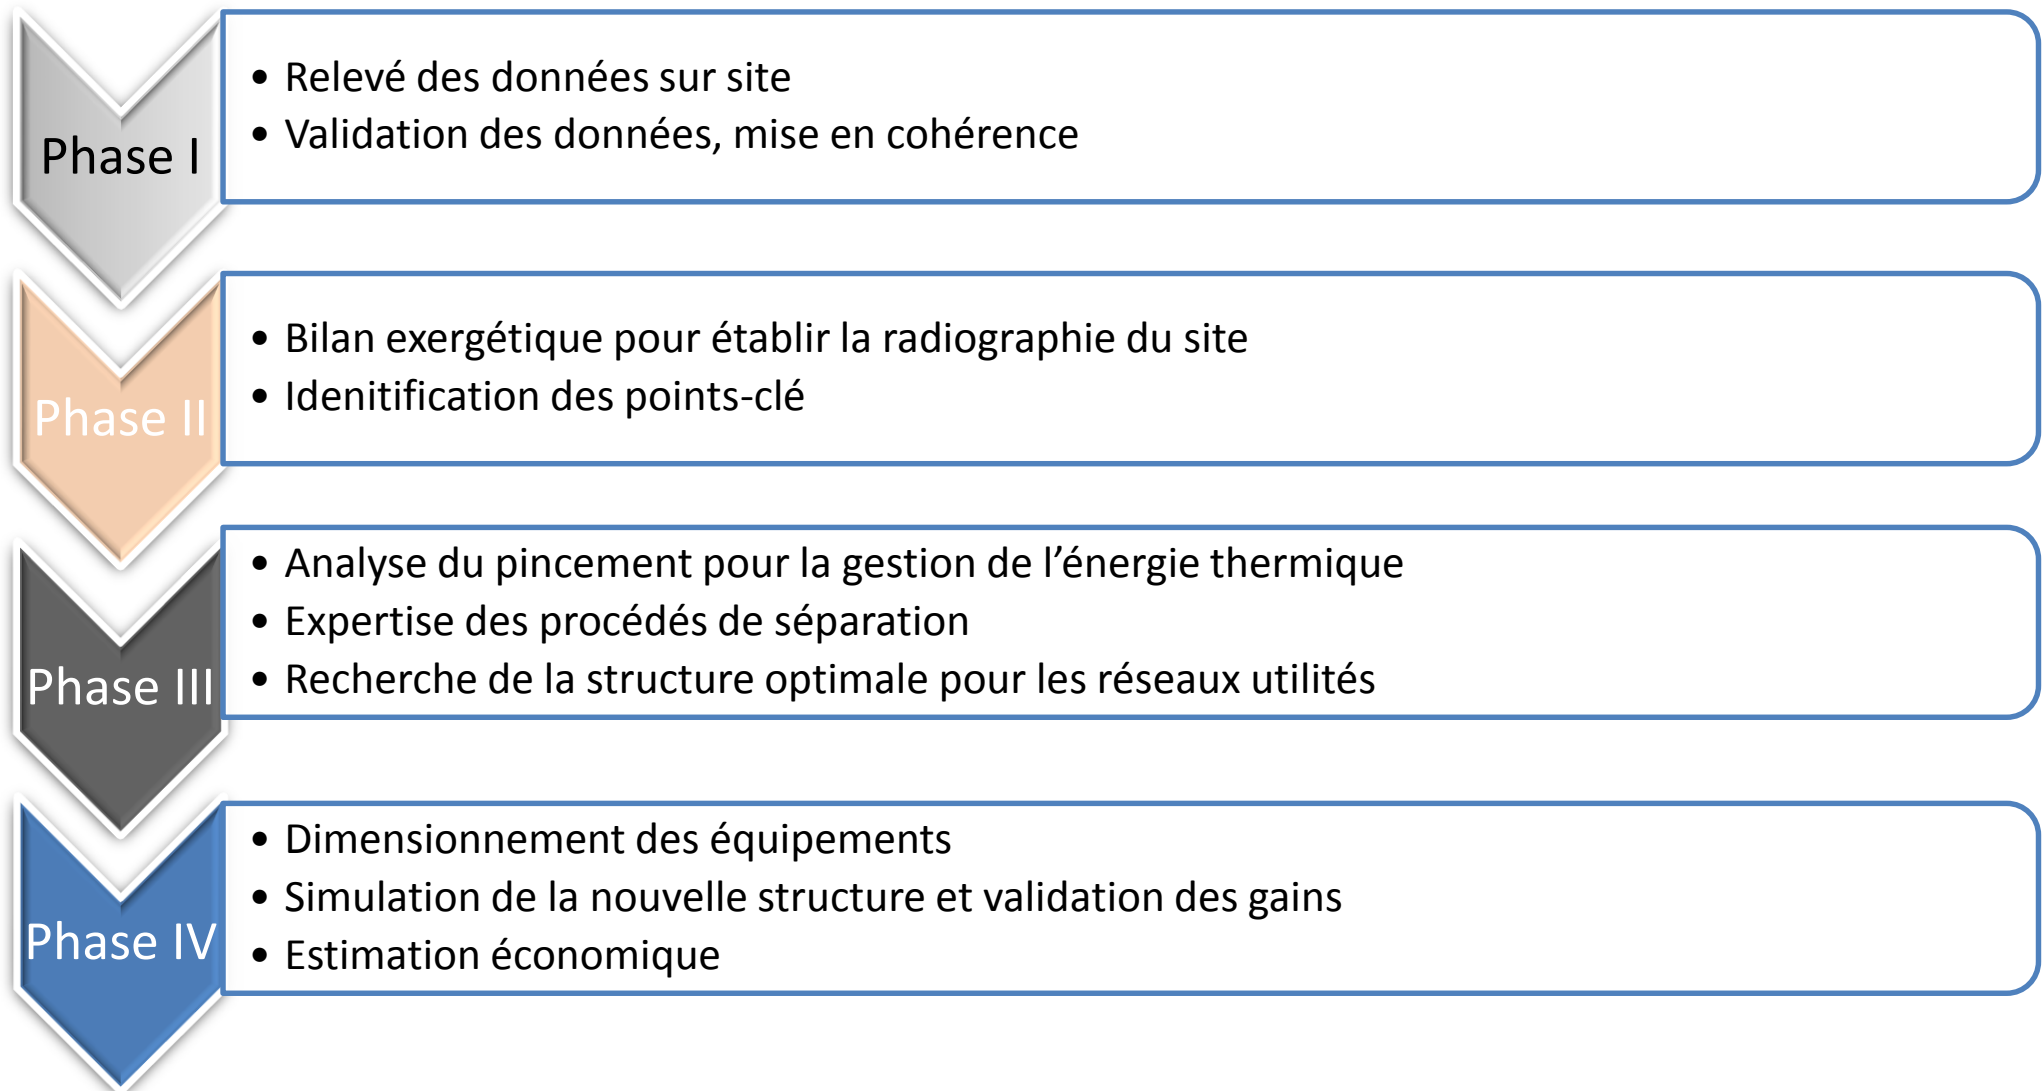 Phase I
• Relevé des données sur site
• Validation des données, mise en cohérence
Phase II
• Bilan exergétique pour établir la radiographie du site
• Idenitification des points-clé
Phase III
• Analyse du pincement pour la gestion de l’énergie thermique
• Expertise des procédés de séparation
• Recherche de la structure optimale pour les réseaux utilités
Phase IV
• Dimensionnement des équipements
• Simulation de la nouvelle structure et validation des gains
• Estimation économique